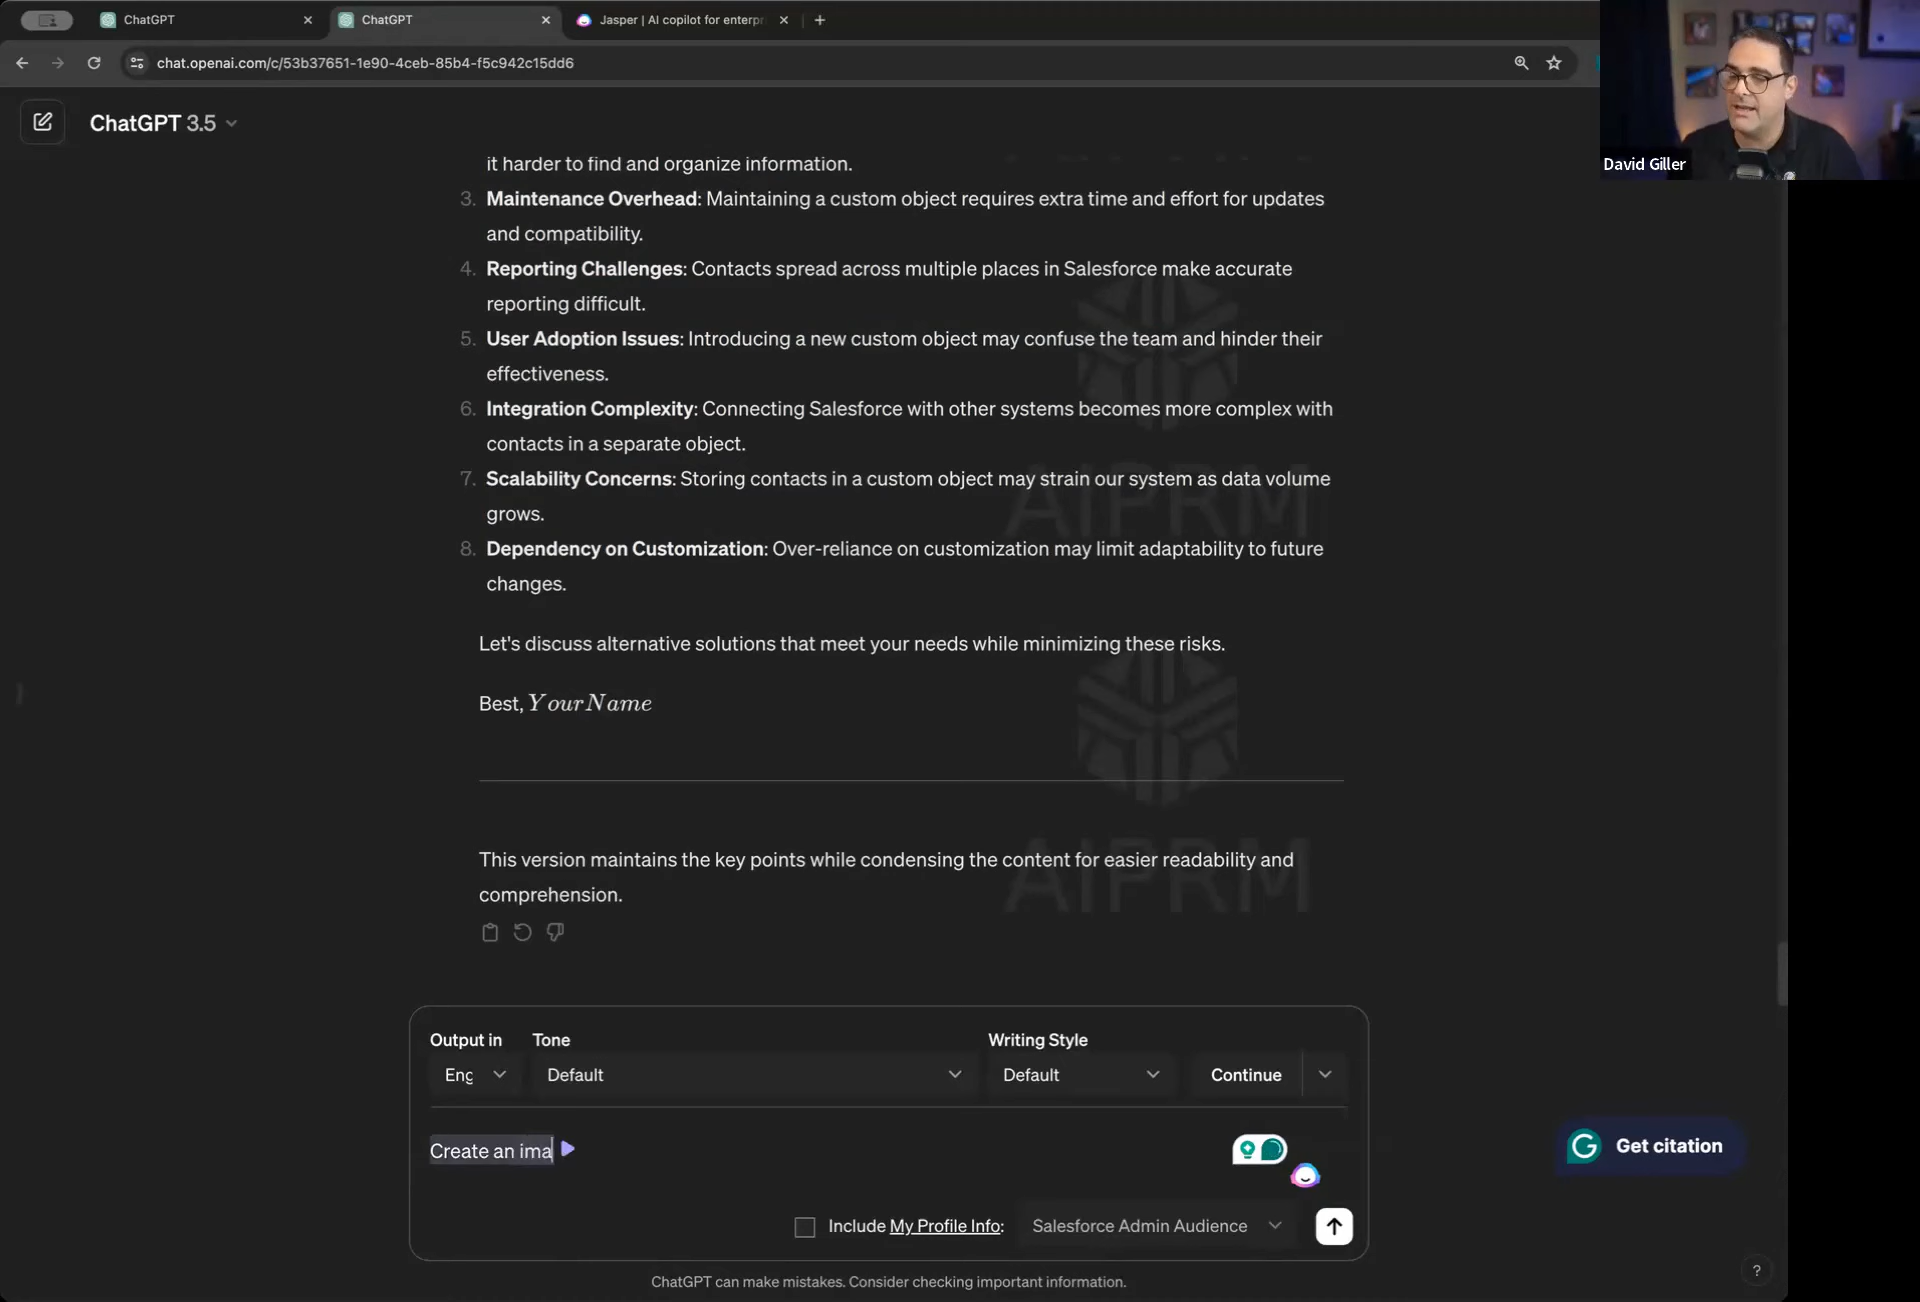 ChatGPT
ChatGPT
Jasper | AI copilot for enterpr
chat.openai.com/c/53b37651-1e90-4ceb-85b4-f5c942c15dd6
David Giller
ChatGPT 3.5
it harder to find and organize information.
3. Maintenance Overhead: Maintaining a custom object requires extra time and effort for updates
and compatibility.
4. Reporting Challenges: Contacts spread across multiple places in Salesforce make accurate
reporting difficult.
5. User Adoption Issues: Introducing a new custom object may confuse the team and hinder their
effectiveness.
6. Integration Complexity: Connecting Salesforce with other systems becomes more complex with
contacts in a separate object.
7. Scalability Concerns: Storing contacts in a custom object may strain our system as data volume
grows.
AIPRM
8. Dependency on Customization: Over-reliance on customization may limit adaptability to future
changes.
Let's discuss alternative solutions that meet your needs while minimizing these risks.
Best, YourName
This version maintains the key points while condensing the content for easier readability and
comprehension.
AIPRM
Output in Tone Writing Style
Eng Default Default Continue
Create an ima
Get citation
Include My Profile Info: Salesforce Admin Audience
ChatGPT can make mistakes. Consider checking important information.
?